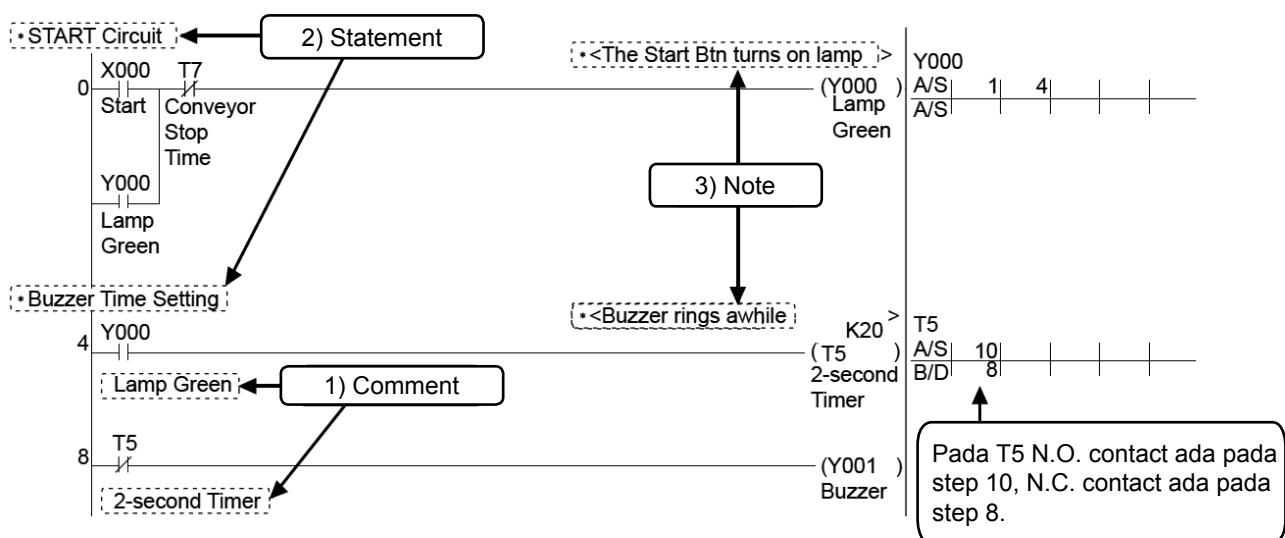 *START Circuit
2) Statement
*<The Start Btn turns on lamp >
X000 T7
0
Start Conveyor
Stop
Time
(Y000 )
Lamp
Green
Y000
A/S 1 4
A/S
Y000
Lamp
Green
3) Note
*Buzzer Time Setting
*<Buzzer rings awhile >
Y000
4
K20
(T5 )
2-second
Timer
T5
A/S 10
B/D 8
Lamp Green
1) Comment
T5
8
(Y001 )
Buzzer
2-second Timer
Pada T5 N.O. contact ada pada
step 10, N.C. contact ada pada
step 8.